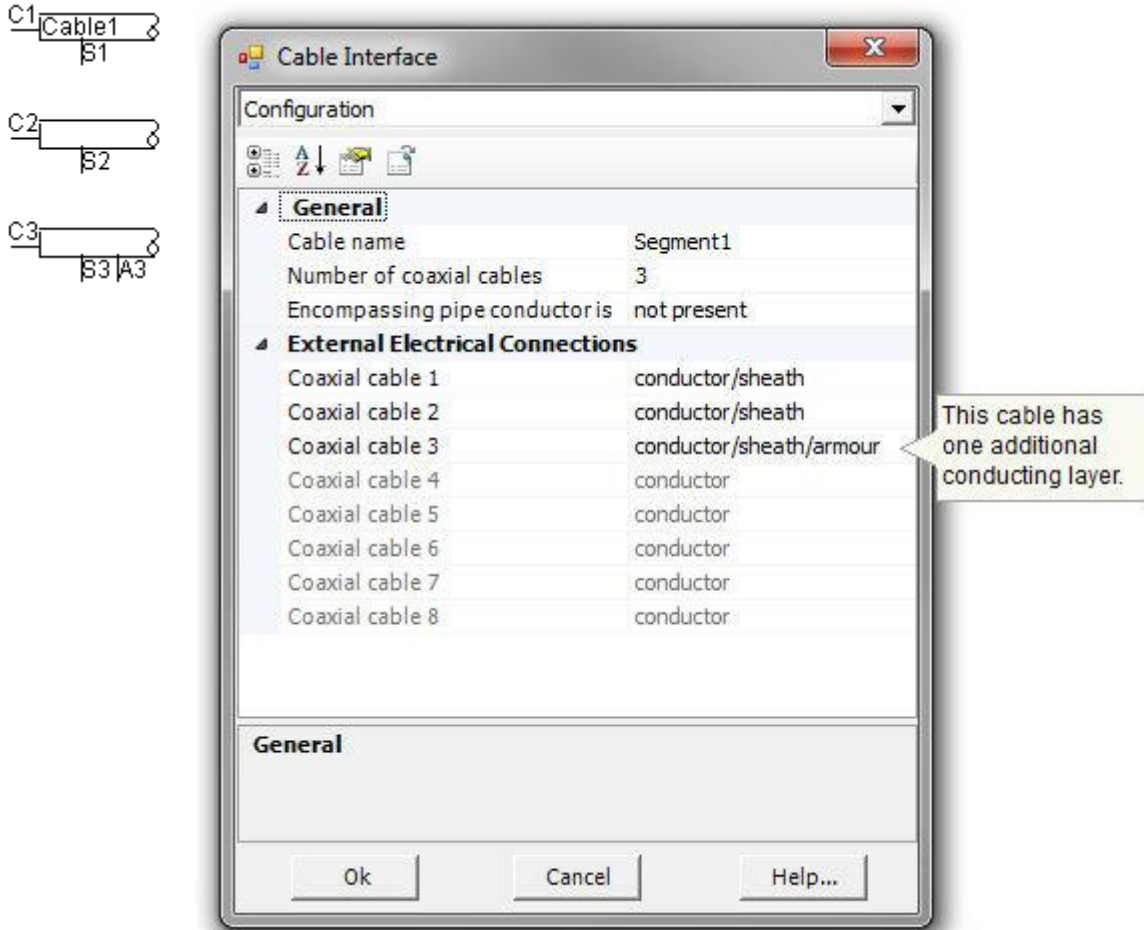 C1
Cable1
S1
C2
S2
C3
S3 A3
Cable Interface
Configuration
A
Z
General
Cable name Segment1
Number of coaxial cables 3
Encompassing pipe conductor is not present
External Electrical Connections
Coaxial cable 1 conductor/sheath
Coaxial cable 2 conductor/sheath
Coaxial cable 3 conductor/sheath/armour
Coaxial cable 4 conductor
Coaxial cable 5 conductor
Coaxial cable 6 conductor
Coaxial cable 7 conductor
Coaxial cable 8 conductor
This cable has
one additional
conducting layer.
General
Ok Cancel Help...